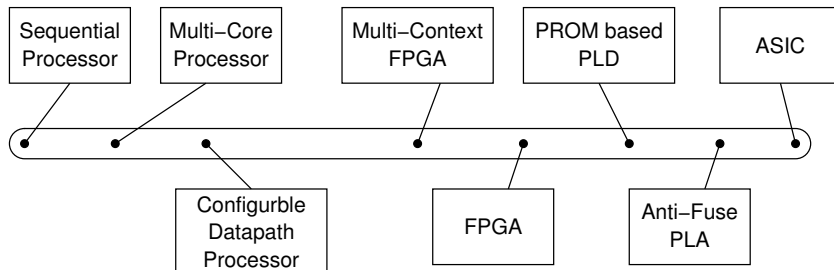 Sequential
Processor
Multi−Core
Processor
Multi−Context
FPGA
PROM based
PLD
ASIC
Configurble
Datapath
Processor
FPGA
Anti−Fuse
PLA